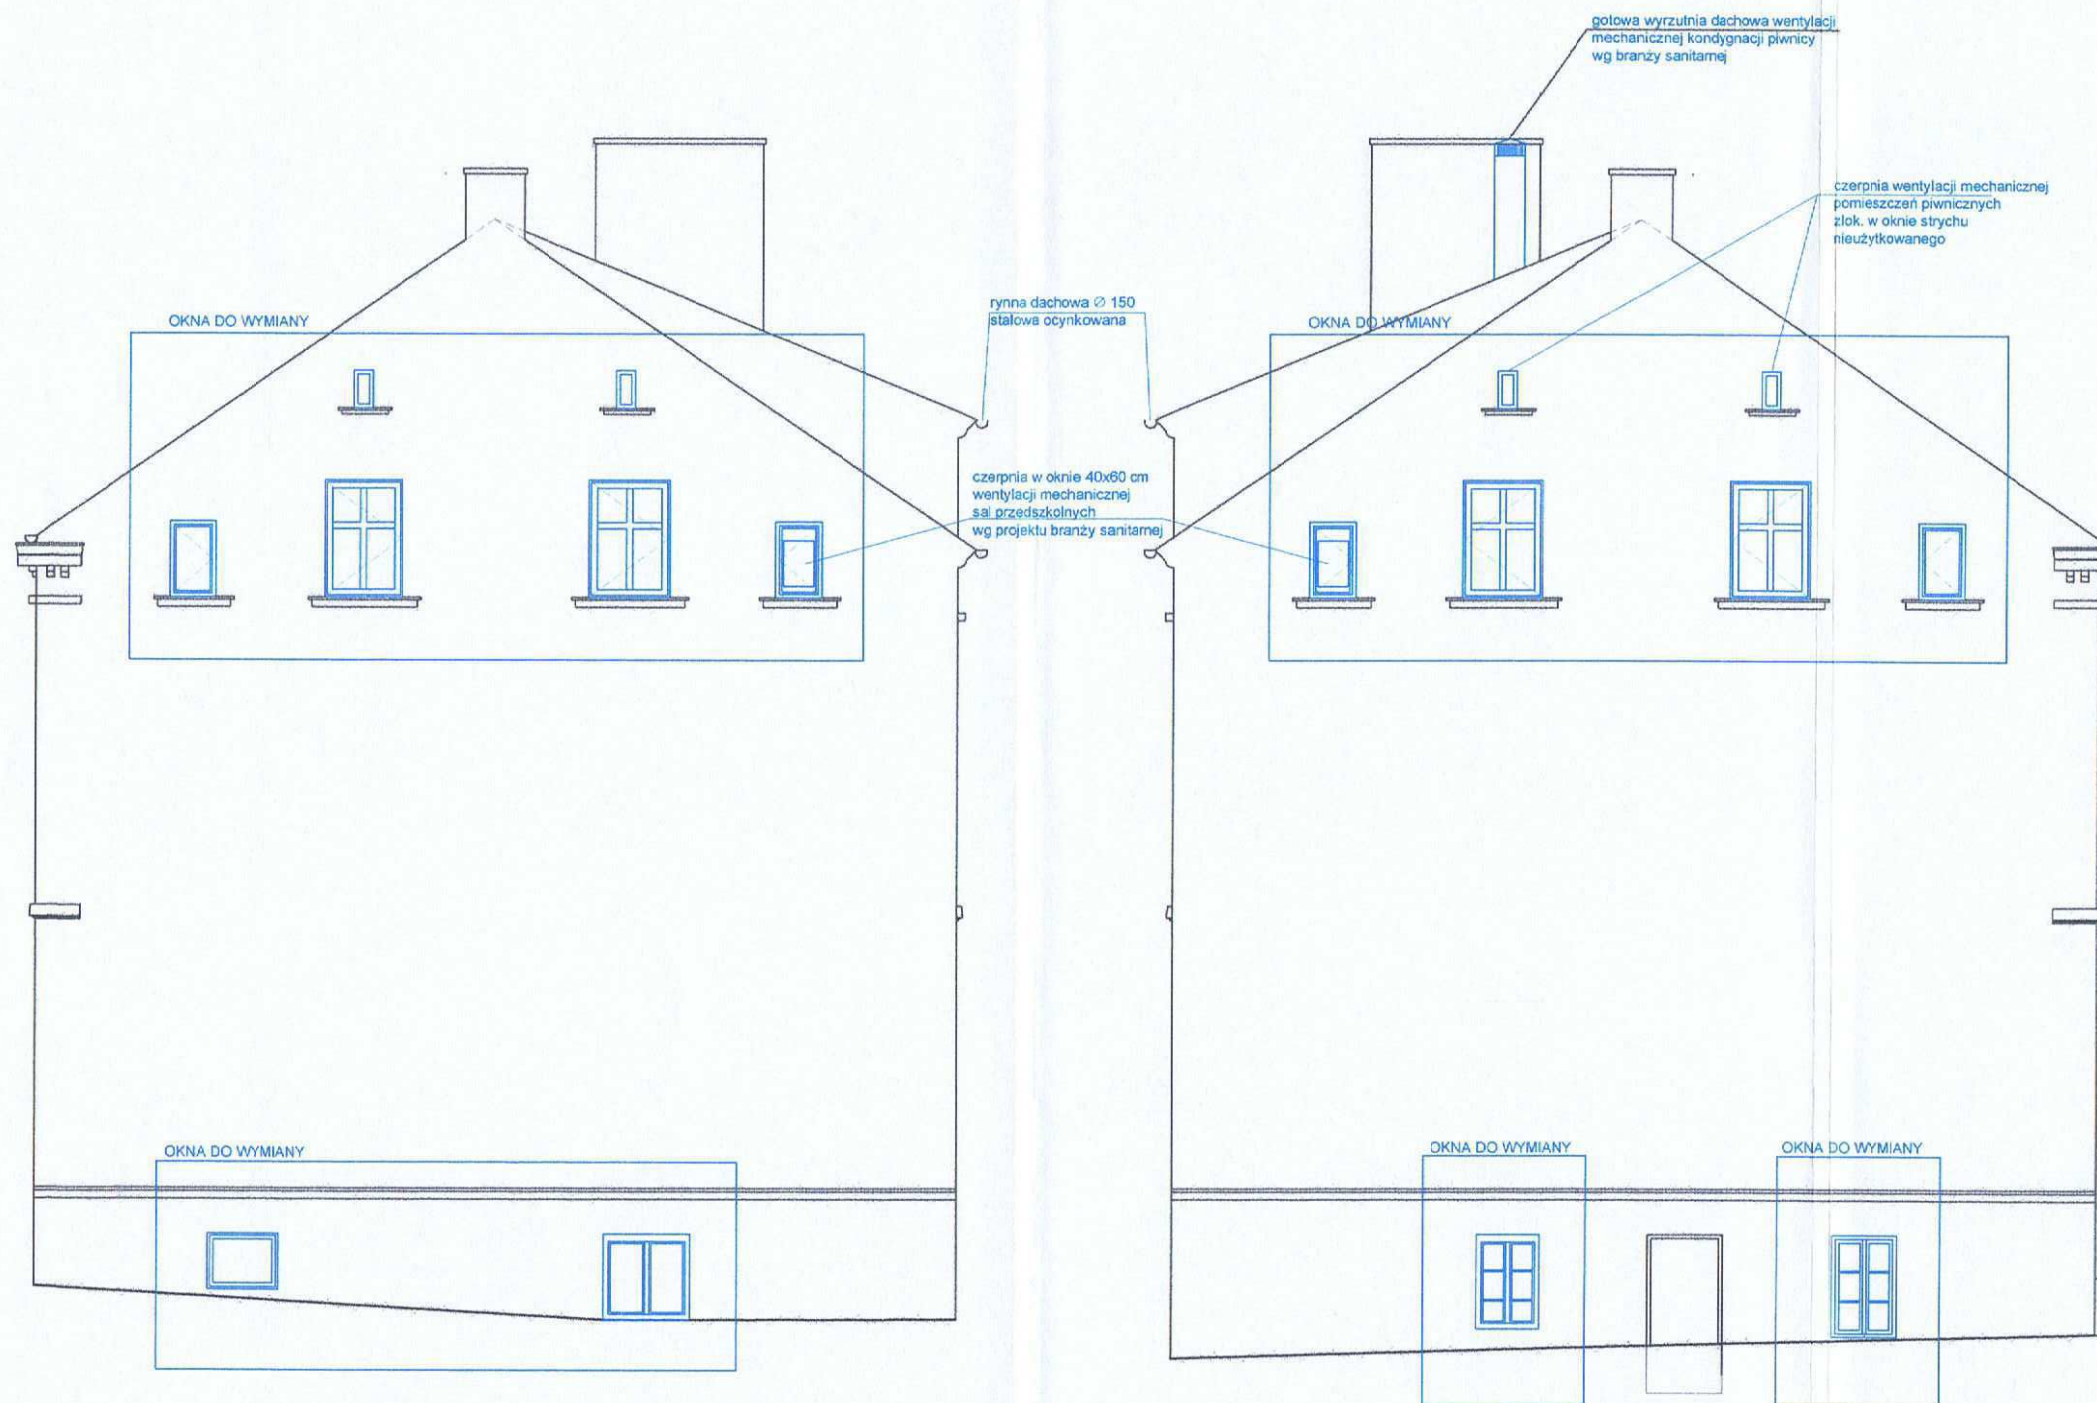 gotowa wyrzutnia dachowa wentylacji
mechanicznej kondygnacji piwnicy
wg branży sanitarnej
czerpnia wentylacji mechanicznej
pomieszczeń piwnicznych
zlok. w oknie strychu
nieużytkowanego
OKNA DO WYMIANY
rynna dachowa ∅ 150
stalowa ocynkowana
OKNA DO WYMIANY
czerpnia w oknie 40x60 cm
wentylacji mechanicznej
sal przedszkolnych
wg projektu branży sanitarnej
OKNA DO WYMIANY
OKNA DO WYMIANY
OKNA DO WYMIANY